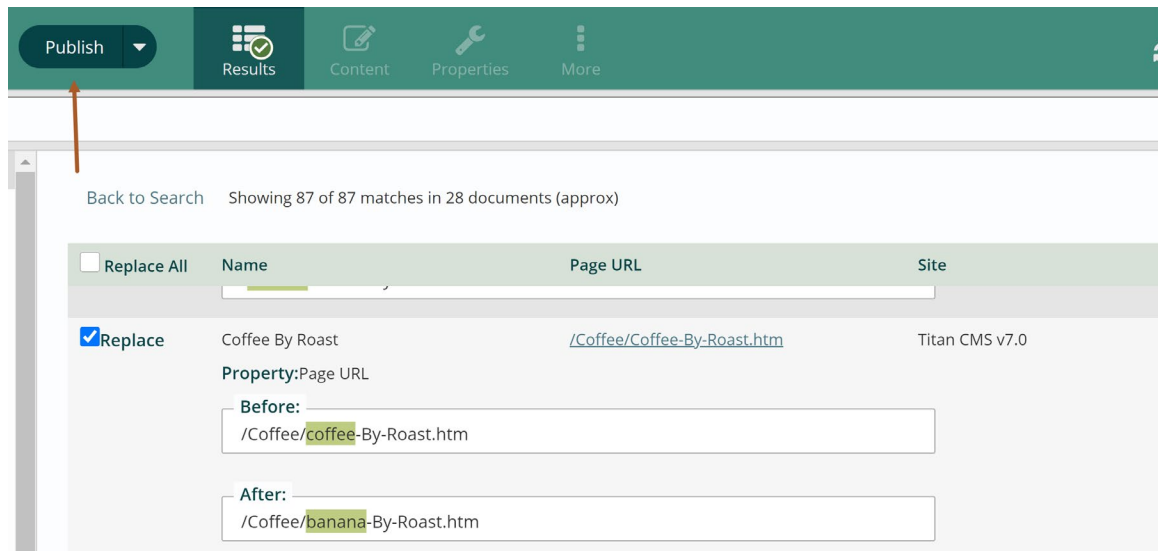 Publish
Results
Content
Properties
More
Back to Search Showing 87 of 87 matches in 28 documents (approx)
Replace All Name Page URL Site
Replace Coffee By Roast /Coffee/Coffee-By-Roast.htm Titan CMS v7.0
Property:Page URL
Before:
/Coffee/coffee-By-Roast.htm
After:
/Coffee/banana-By-Roast.htm